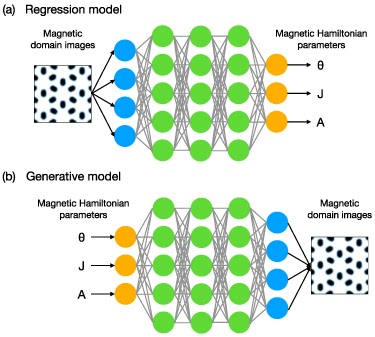 (a) Regression model
Magnetic
domain images
Magnetic Hamiltonian
parameters
θ
J
A
(b) Generative model
Magnetic Hamiltonian
parameters
Magnetic
domain images
θ
J
A